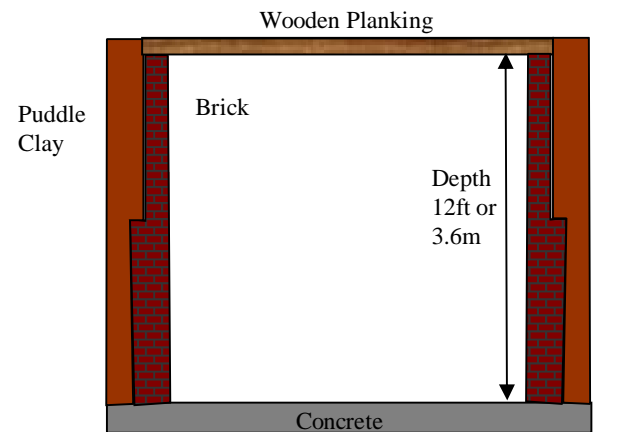 Wooden Planking
Puddle
Clay
Brick
Depth
12ft or
3.6m
Concrete